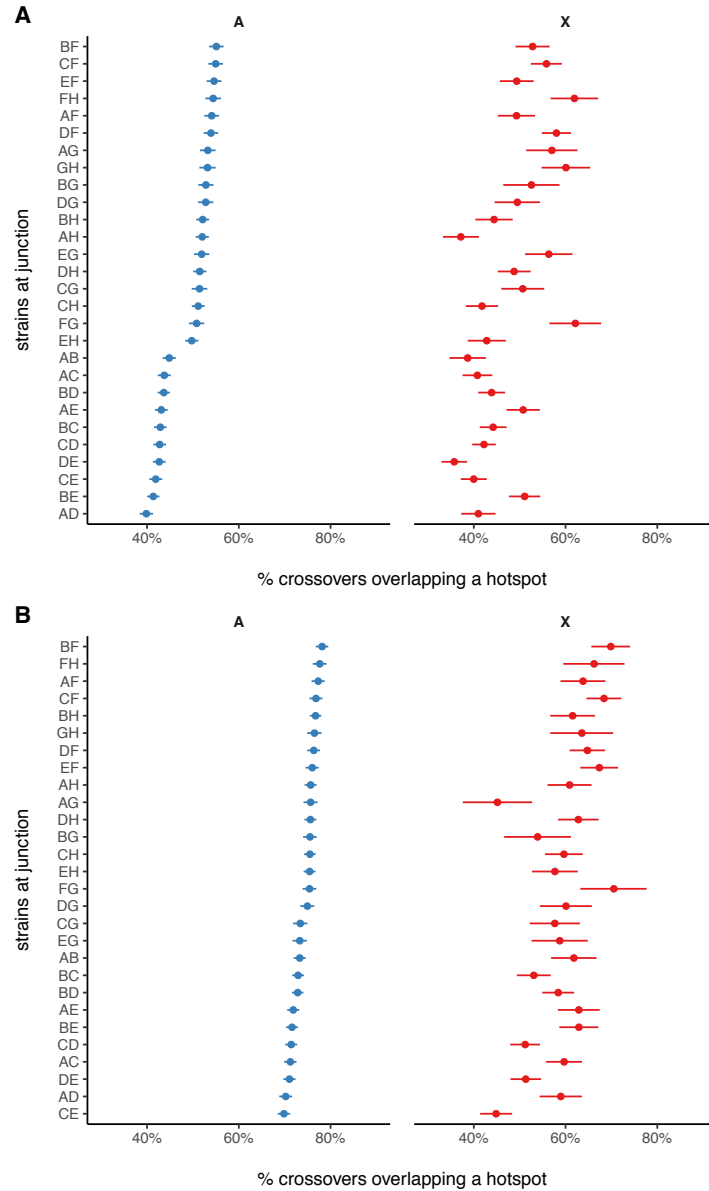 A
A X
BF
CF
EF
FH
AF
DF
AG
GH
BG
DG
BH
AH
EG
DH
CG
CH
FG
EH
AB
AC
BD
AE
BC
CD
DE
CE
BE
AD
strains at junction
40% 60% 80% 40% 60% 80%
% crossovers overlapping a hotspot
B
A X
BF
FH
AF
CF
BH
GH
DF
EF
AH
AG
DH
BG
CH
EH
FG
DG
CG
EG
AB
BC
BD
AE
BE
CD
AC
DE
AD
CE
strains at junction
40% 60% 80% 40% 60% 80%
% crossovers overlapping a hotspot